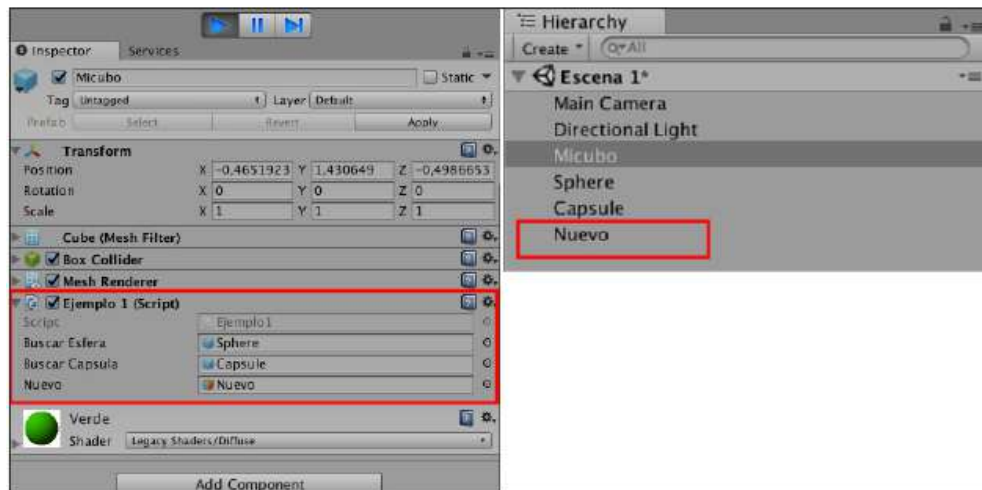 Inspector Services
Micubo Static
Tag Untagged Layer Default
Prefab Select Revert Apply
Transform
Position X -0,4651923 Y 1,430649 Z -0,4986653
Rotation X 0 Y 0 Z 0
Scale X 1 Y 1 Z 1
Cube (Mesh Filter)
Box Collider
Mesh Renderer
Ejemplo 1 (Script)
Script Ejemplo1
Buscar Esfera Sphere
Buscar Capsula Capsule
Nuevo Nuevo
Verde
Shader Legacy Shaders/Diffuse
Add Component
Hierarchy
Create All
Escena 1*
Main Camera
Directional Light
Micubo
Sphere
Capsule
Nuevo